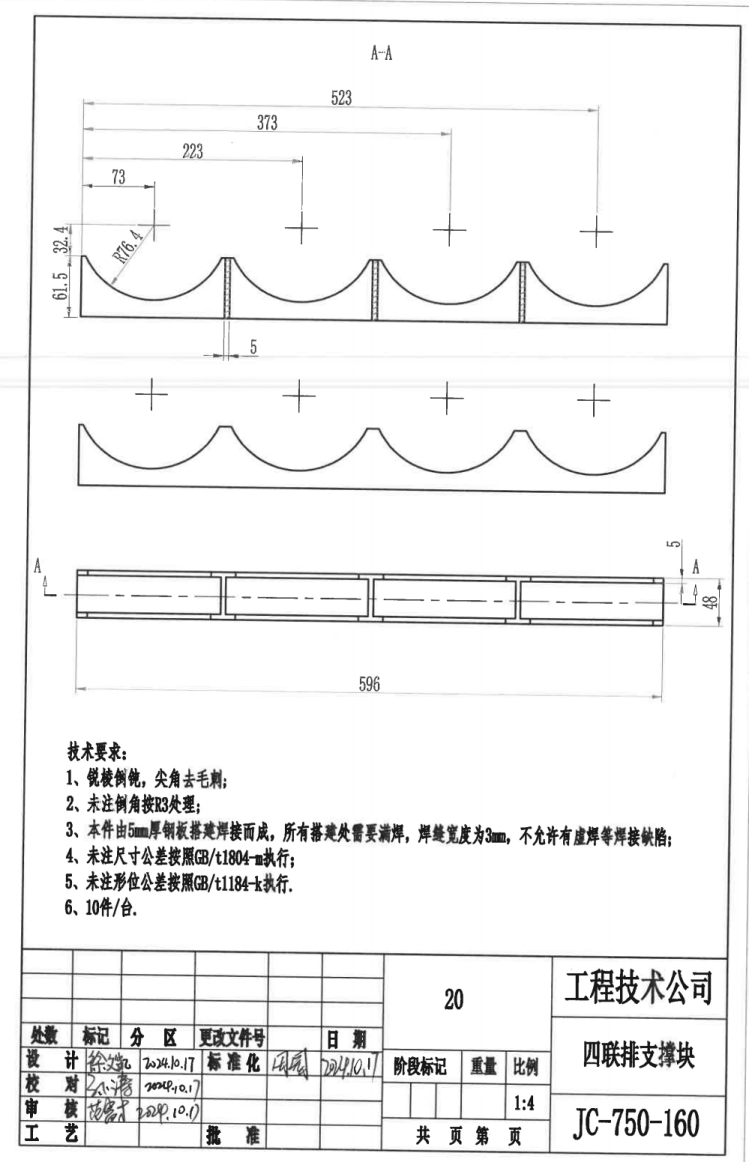 A-A
523
373
223
73
32.4
R76.4
61.5
5
5
A
A
48
596
技术要求：
1、锐棱倒钝，尖角去毛刺；
2、未注倒角按R3处理；
3、本件由5mm厚钢板搭建焊接而成，所有搭建处需要满焊，焊缝宽度为3mm，不允许有虚焊等焊接缺陷；
4、未注尺寸公差按照GB/t1804-m执行；
5、未注形位公差按照GB/t1184-k执行.
6、10件/台.
20
工程技术公司
处数 标记 分 区 更改文件号 日 期
四联排支撑块
设 计 2024.10.17 标 准 化 2024.10.17
阶段标记 重量 比例
校 对 2024.10.17
审 核 2024.10.17
1:4
JC-750-160
工 艺 批 准
共 页 第 页